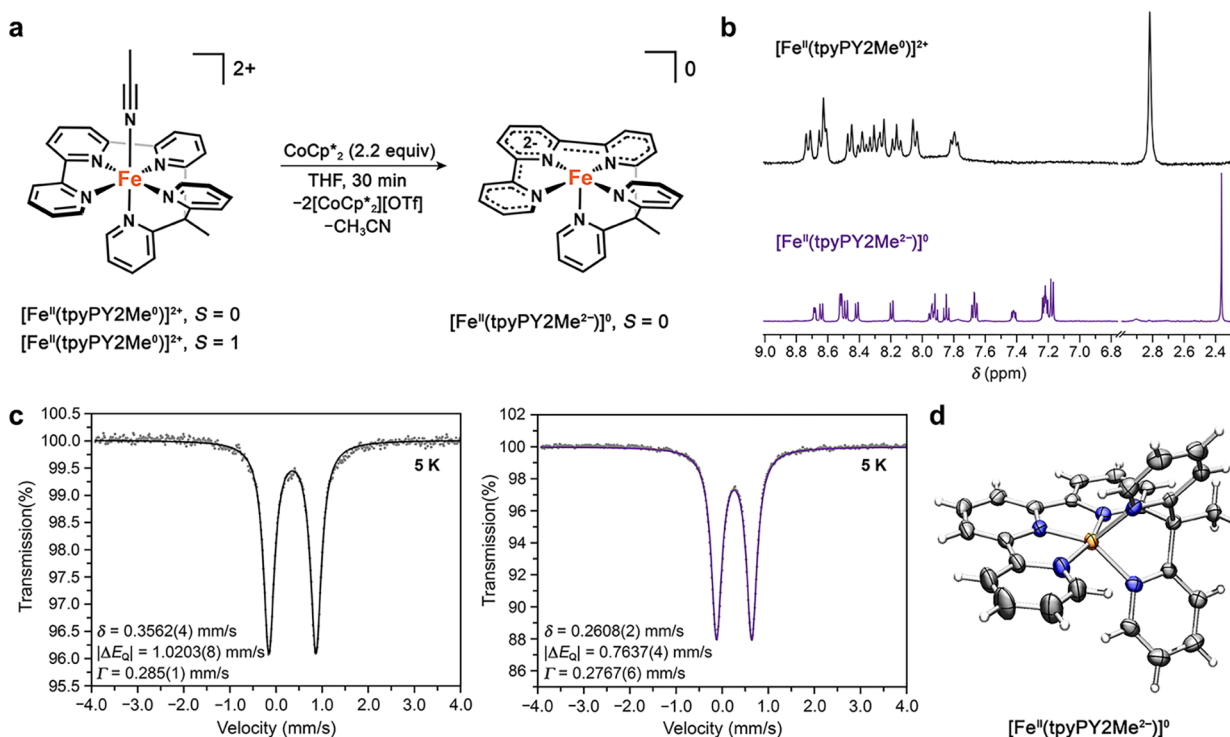 a
2+
N
N
N
N
Fe
N
N
N
CoCp*₂ (2.2 equiv)
THF, 30 min
−2[CoCp*₂][OTf]
−CH₃CN
0
2-
N
N
N
Fe
N
N
[Feᴵᴵ(tpyPY2Me⁰)]²⁺, S = 0
[Feᴵᴵ(tpyPY2Me⁰)]²⁺, S = 1
[Feᴵᴵ(tpyPY2Me²⁻)]⁰, S = 0
b
[Feᴵᴵ(tpyPY2Me⁰)]²⁺
[Feᴵᴵ(tpyPY2Me²⁻)]⁰
9.0 8.8 8.6 8.4 8.2 8.0 7.8 7.6 7.4 7.2 7.0 6.8 2.8 2.6 2.4
δ (ppm)
c
Transmission(%)
100.5
100.0
99.5
99.0
98.5
98.0
97.5
97.0
96.5
96.0
95.5
5 K
δ = 0.3562(4) mm/s
|ΔE_Q| = 1.0203(8) mm/s
Γ = 0.285(1) mm/s
−4.0 −3.0 −2.0 −1.0 0.0 1.0 2.0 3.0 4.0
Velocity (mm/s)
Transmission(%)
102
100
98
96
94
92
90
88
86
5 K
δ = 0.2608(2) mm/s
|ΔE_Q| = 0.7637(4) mm/s
Γ = 0.2767(6) mm/s
−4.0 −3.0 −2.0 −1.0 0.0 1.0 2.0 3.0 4.0
Velocity (mm/s)
d
[Feᴵᴵ(tpyPY2Me²⁻)]⁰